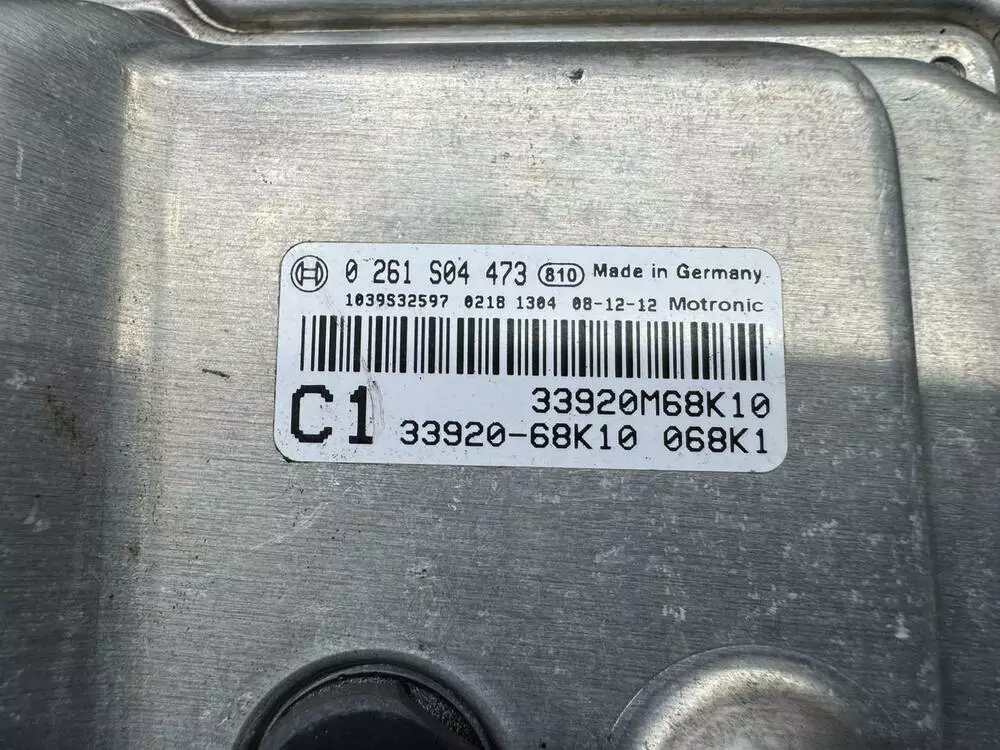 0 261 S04 473 810 Made in Germany
1039S32597 0218 1304 08-12-12 Motronic
33920M68K10
C1 33920-68K10 068K1